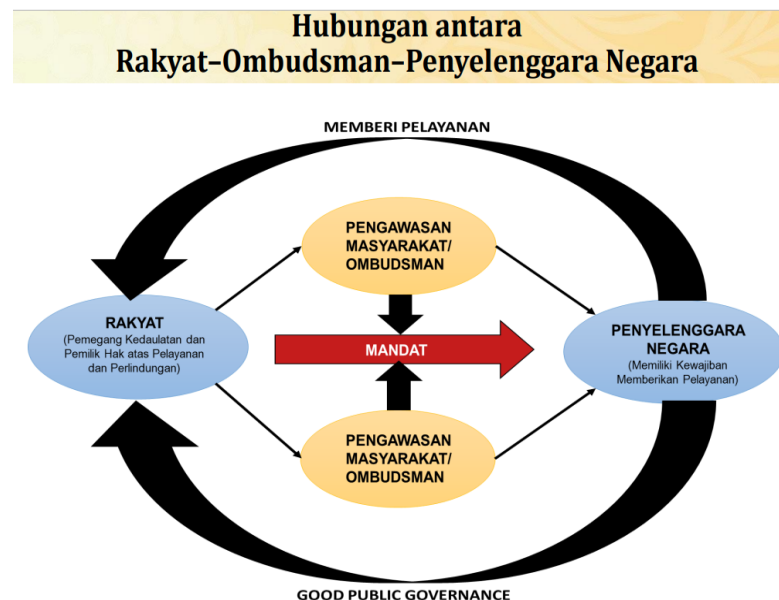 Hubungan antara
Rakyat–Ombudsman–Penyelenggara Negara
MEMBERI PELAYANAN
PENGAWASAN
MASYARAKAT/
OMBUDSMAN
RAKYAT
(Pemegang Kedaulatan dan
Pemilik Hak atas Pelayanan
dan Perlindungan)
MANDAT
PENYELENGGARA
NEGARA
(Memiliki Kewajiban
Memberikan Pelayanan)
PENGAWASAN
MASYARAKAT/
OMBUDSMAN
GOOD PUBLIC GOVERNANCE